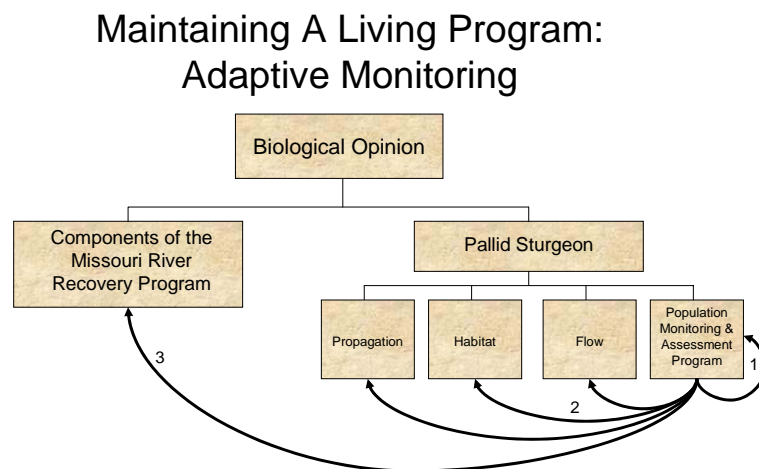 Maintaining A Living Program:
Adaptive Monitoring
Biological Opinion
Components of the
Missouri River
Recovery Program
Pallid Sturgeon
Propagation
Habitat
Flow
Population
Monitoring &
Assessment
Program
3
2
1